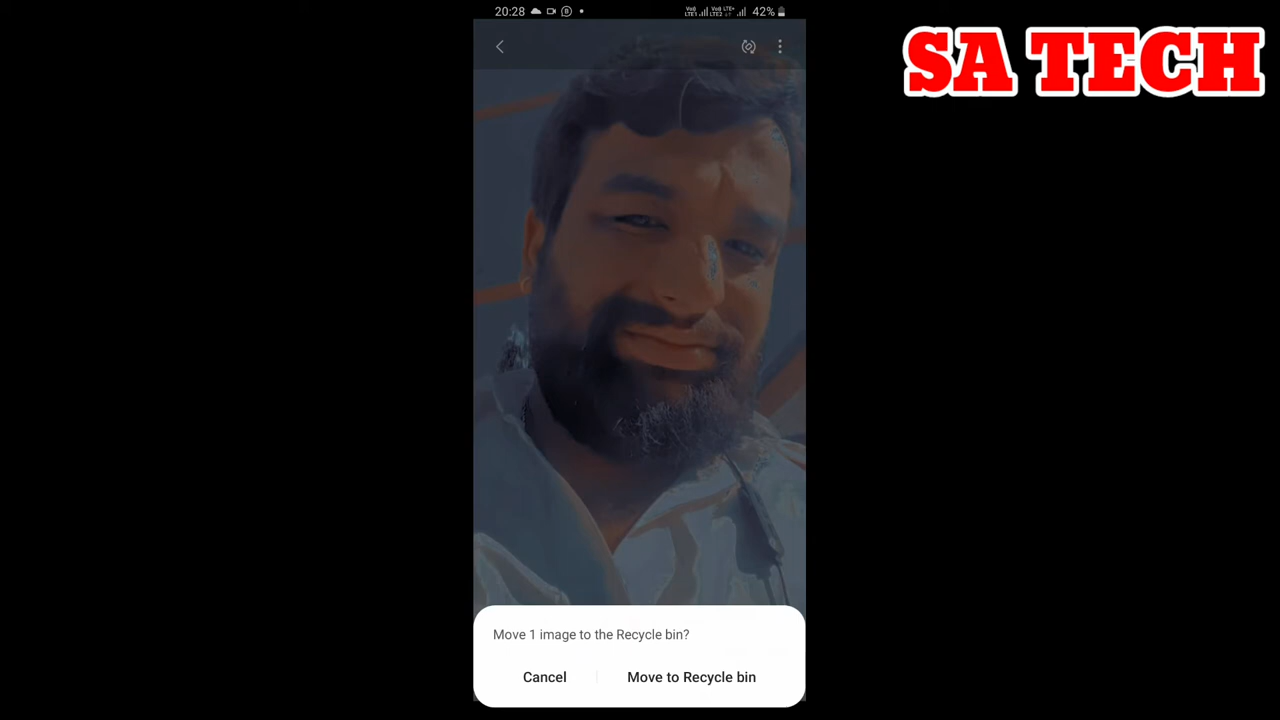 20:28
42%
SA TECH
Move 1 image to the Recycle bin?
Cancel
Move to Recycle bin